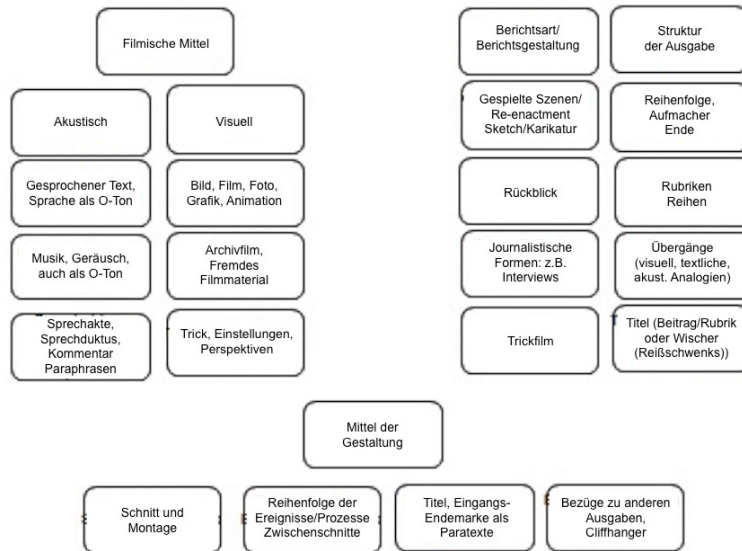 Filmische Mittel
Akustisch
Visuell
Gesprochener Text,
Sprache als O-Ton
Bild, Film, Foto,
Grafik, Animation
Musik, Geräusch,
auch als O-Ton
Archivfilm,
Fremdes
Filmmaterial
Sprechakte,
Sprechduktus,
Kommentar
Paraphrasen
Trick, Einstellungen,
Perspektiven
Berichtsart/
Berichtsgestaltung
Struktur
der Ausgabe
Gespielte Szenen/
Re-enactment
Sketch/Karikatur
Reihenfolge,
Aufmacher
Ende
Rückblick
Rubriken
Reihen
Journalistische
Formen: z.B.
Interviews
Übergänge
(visuell, textliche,
akust. Analogien)
Trickfilm
Titel (Beitrag/Rubrik
oder Wischer
(Reißschwenks))
Mittel der
Gestaltung
Schnitt und
Montage
Reihenfolge der
Ereignisse/Prozesse
Zwischenschnitte
Titel, Eingangs-
Endemarke als
Paratexte
Bezüge zu anderen
Ausgaben,
Cliffhanger